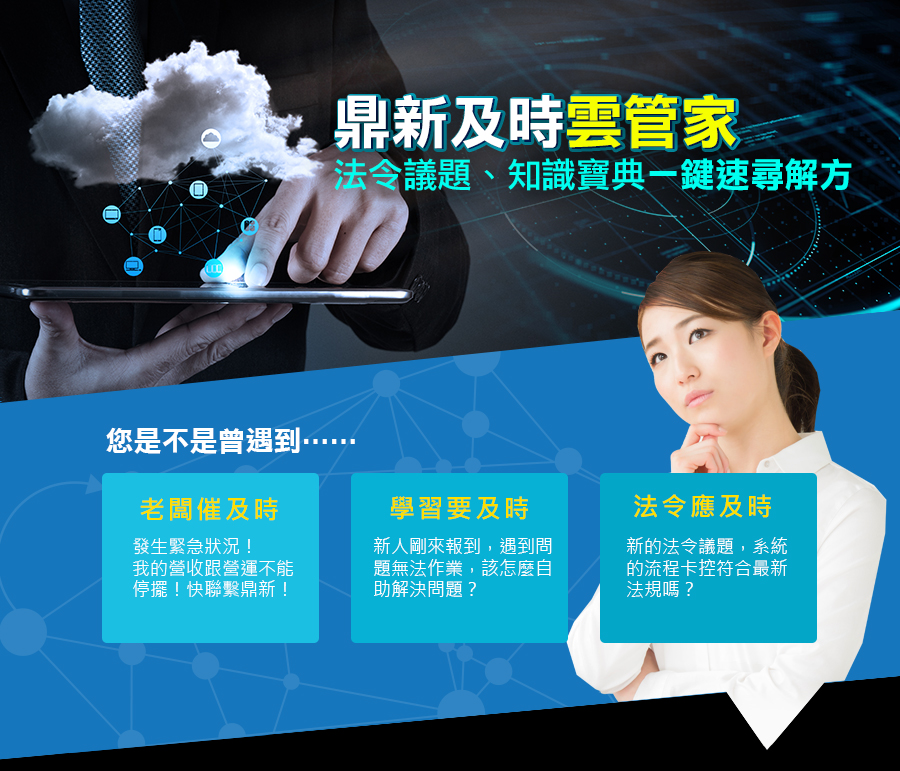 鼎新及時雲管家
法令議題、知識寶典一鍵速尋解方
您是不是曾遇到……
老闆催及時
發生緊急狀況！
我的營收跟營運不能
停擺！快聯繫鼎新！
學習要及時
新人剛來報到，遇到問
題無法作業，該怎麼自
助解決問題？
法令應及時
新的法令議題，系統
的流程卡控符合最新
法規嗎？